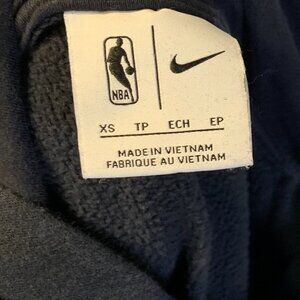 NBA
XS TP ECH EP
MADE IN VIETNAM
FABRIQUE AU VIETNAM